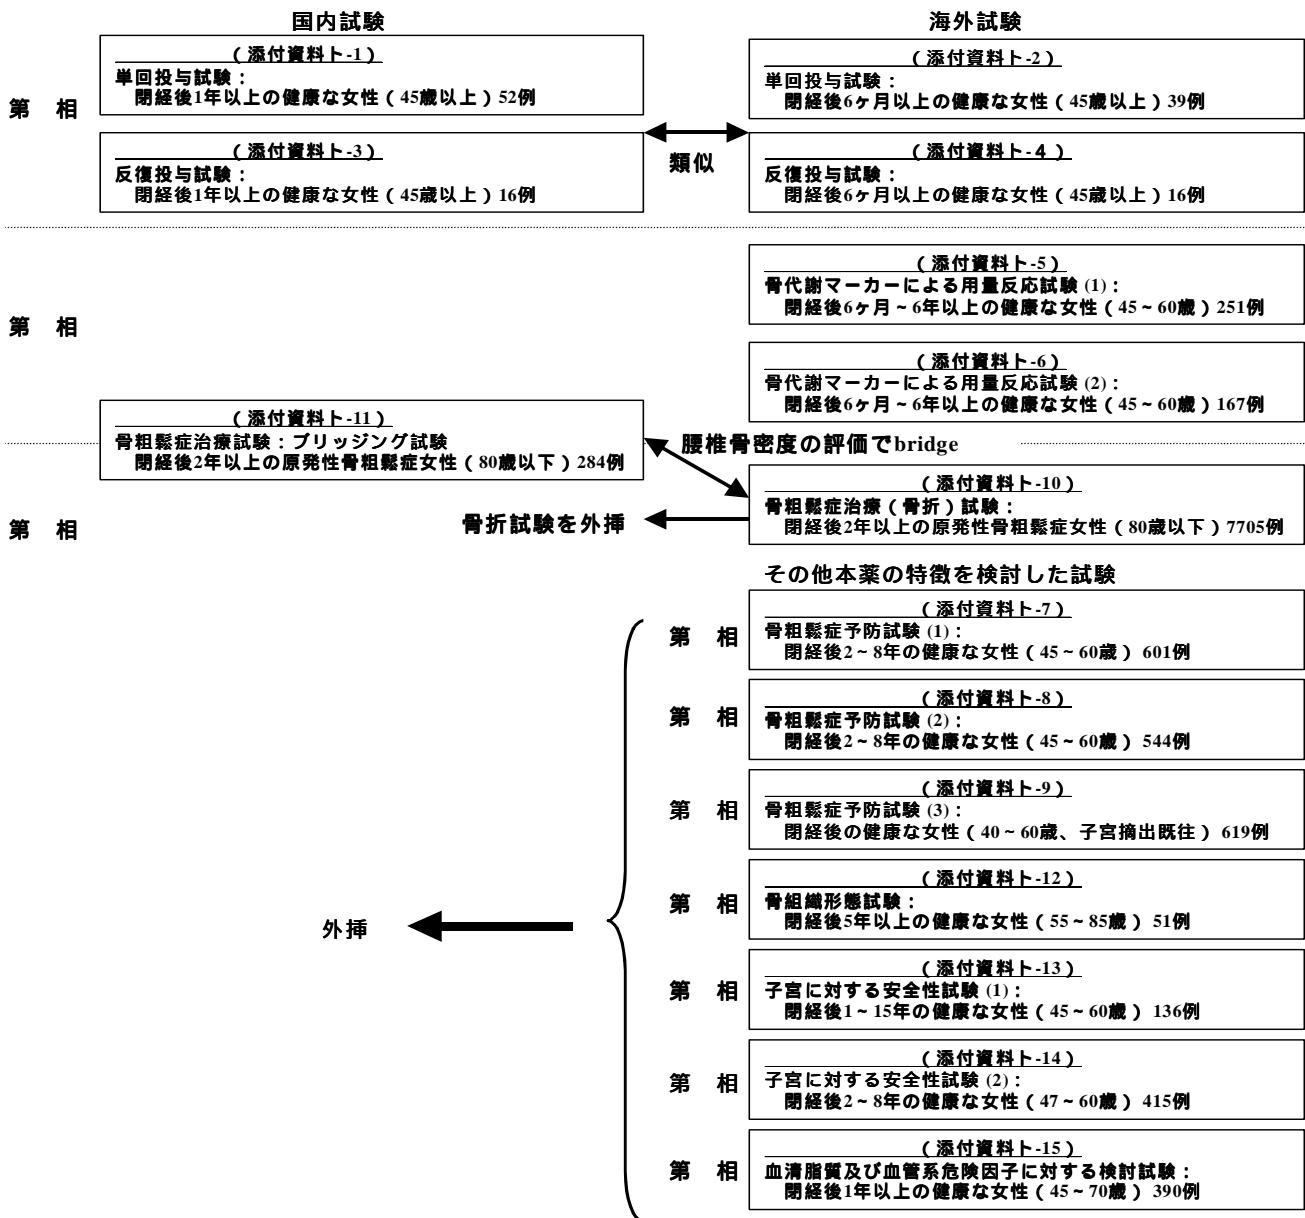 国内試験
海外試験
第　相
(添付資料ト-1)
単回投与試験：
閉経後1年以上の健康な女性(45歳以上)52例
(添付資料ト-2)
単回投与試験：
閉経後6ヶ月以上の健康な女性(45歳以上)39例
(添付資料ト-3)
反復投与試験：
閉経後1年以上の健康な女性(45歳以上)16例
類似
(添付資料ト-4)
反復投与試験：
閉経後6ヶ月以上の健康な女性(45歳以上)16例
第　相
(添付資料ト-5)
骨代謝マーカーによる用量反応試験(1)：
閉経後6ヶ月~6年以上の健康な女性(45~60歳)251例
(添付資料ト-6)
骨代謝マーカーによる用量反応試験(2)：
閉経後6ヶ月~6年以上の健康な女性(45~60歳)167例
(添付資料ト-11)
骨粗鬆症治療試験：ブリッジング試験
閉経後2年以上の原発性骨粗鬆症女性(80歳以下)284例
腰椎骨密度の評価でbridge
第　相
骨折試験を外挿
(添付資料ト-10)
骨粗鬆症治療(骨折)試験：
閉経後2年以上の原発性骨粗鬆症女性(80歳以下)7705例
その他本薬の特徴を検討した試験
第　相
(添付資料ト-7)
骨粗鬆症予防試験(1)：
閉経後2~8年の健康な女性(45~60歳) 601例
第　相
(添付資料ト-8)
骨粗鬆症予防試験(2)：
閉経後2~8年の健康な女性(45~60歳) 544例
第　相
(添付資料ト-9)
骨粗鬆症予防試験(3)：
閉経後の健康な女性(40~60歳、子宮摘出既往) 619例
外挿
第　相
(添付資料ト-12)
骨組織形態試験：
閉経後5年以上の健康な女性(55~85歳) 51例
第　相
(添付資料ト-13)
子宮に対する安全性試験(1)：
閉経後1~15年の健康な女性(45~60歳) 136例
第　相
(添付資料ト-14)
子宮に対する安全性試験(2)：
閉経後2~8年の健康な女性(47~60歳) 415例
第　相
(添付資料ト-15)
血清脂質及び血管系危険因子に対する検討試験：
閉経後1年以上の健康な女性(45~70歳) 390例